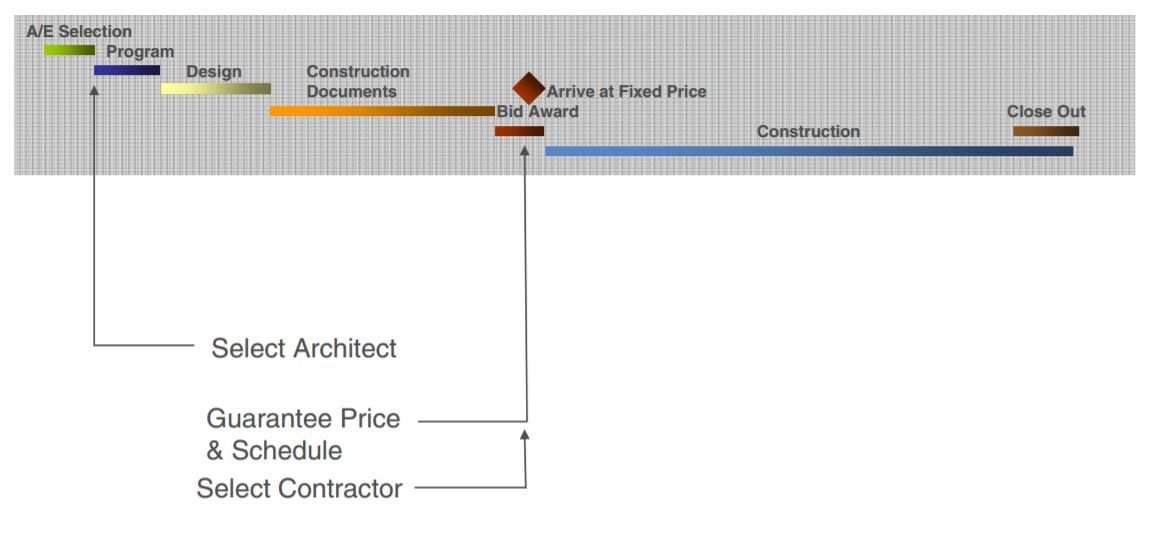 A/E Selection
Program
Design
Construction
Documents
Arrive at Fixed Price
Bid Award
Construction
Close Out
Select Architect
Guarantee Price
& Schedule
Select Contractor